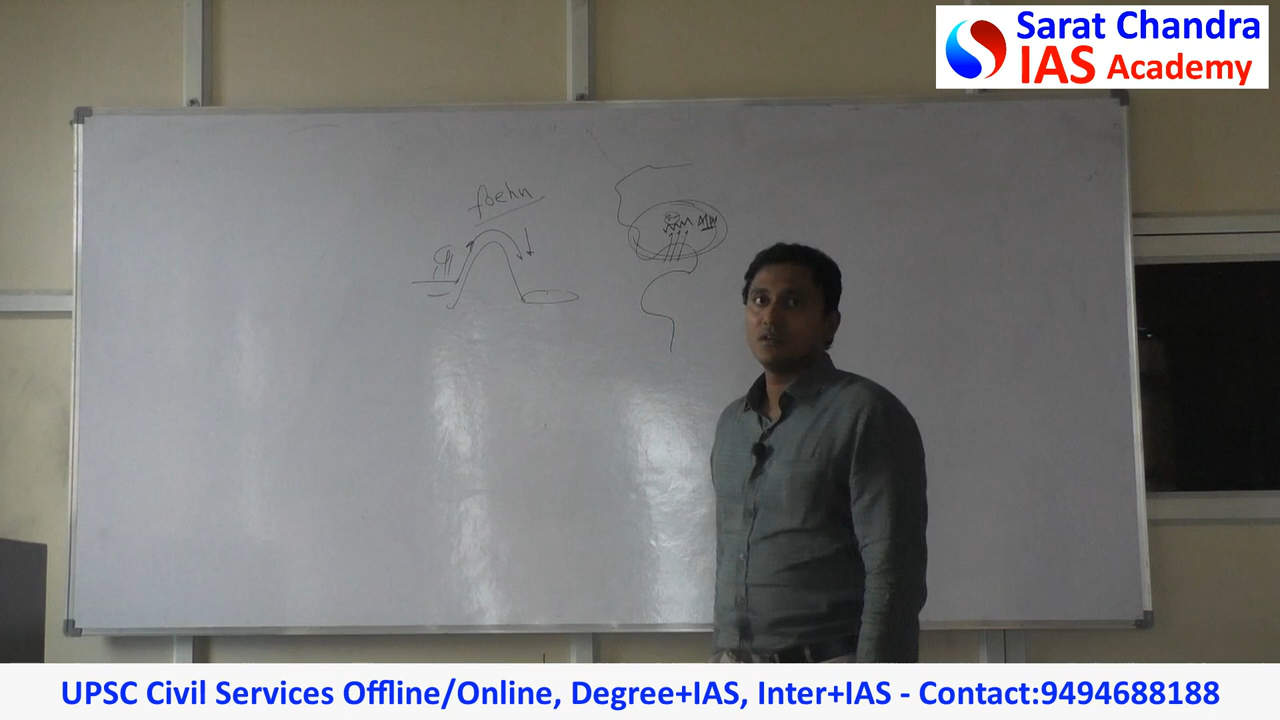 Sarat Chandra
IAS Academy
foehn
UPSC Civil Services Offline/Online, Degree+IAS, Inter+IAS - Contact:9494688188